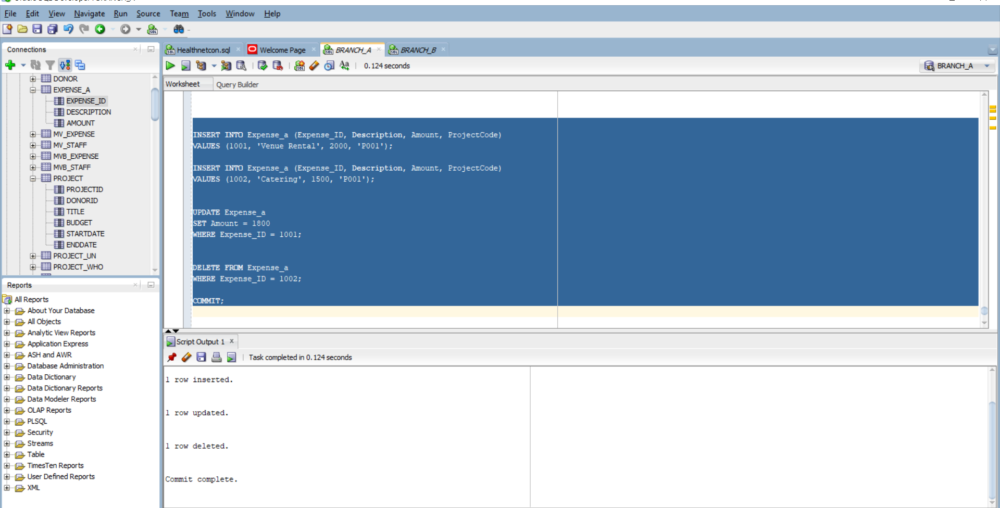 File Edit View Navigate Run Source Team Tools Window Help
Connections
DONOR
EXPENSE_A
EXPENSE_ID
DESCRIPTION
AMOUNT
MV_EXPENSE
MV_STAFF
MVB_EXPENSE
MVB_STAFF
PROJECT
PROJECTID
DONORID
TITLE
BUDGET
STARTDATE
ENDDATE
PROJECT_UN
PROJECT_WHO
Reports
All Reports
About Your Database
All Objects
Analytic View Reports
Application Express
ASH and AWR
Database Administration
Data Dictionary
Data Dictionary Reports
Data Modeler Reports
OLAP Reports
PLSQL
Security
Streams
Table
TimesTen Reports
User Defined Reports
XML
Healthnetcon.sql Welcome Page BRANCH_A BRANCH_B
0.124 seconds BRANCH_A
Worksheet Query Builder
INSERT INTO Expense_a (Expense_ID, Description, Amount, ProjectCode)
VALUES (1001, 'Venue Rental', 2000, 'P001');
INSERT INTO Expense_a (Expense_ID, Description, Amount, ProjectCode)
VALUES (1002, 'Catering', 1500, 'P001');
UPDATE Expense_a
SET Amount = 1800
WHERE Expense_ID = 1001;
DELETE FROM Expense_a
WHERE Expense_ID = 1002;
COMMIT;
Script Output 1
Task completed in 0.124 seconds
1 row inserted.
1 row updated.
1 row deleted.
Commit complete.